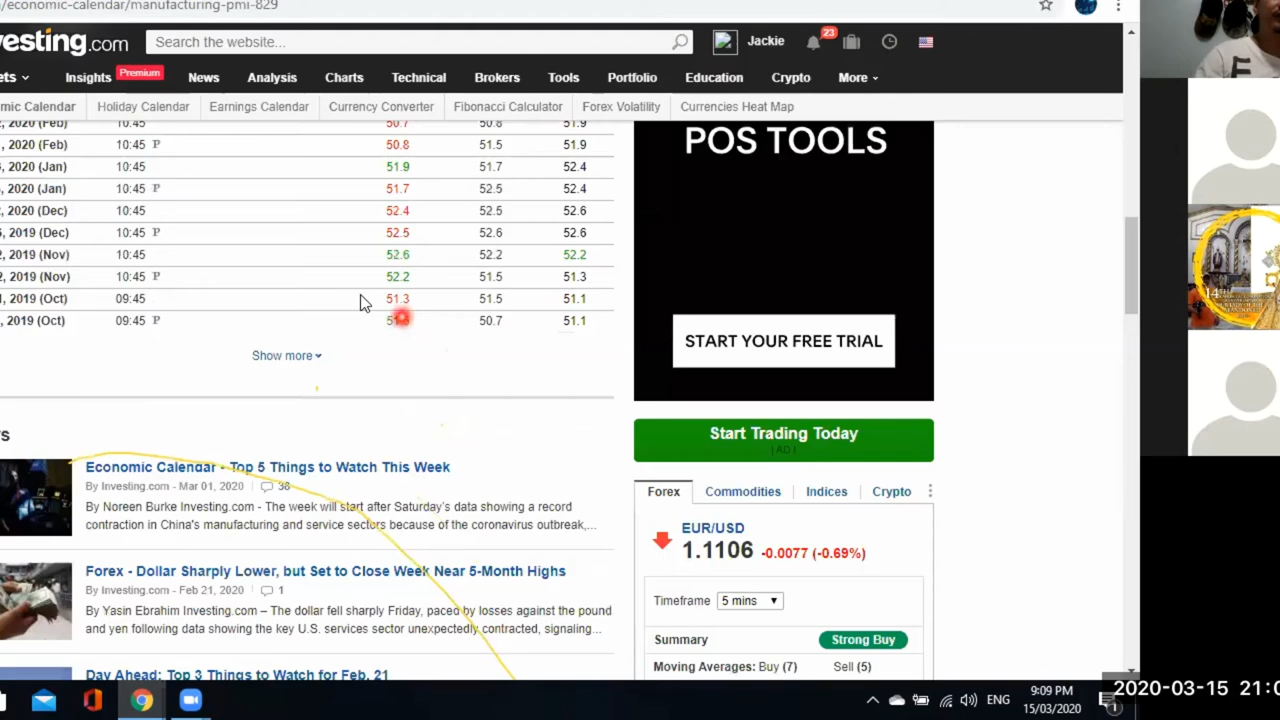 /economic-calendar/manufacturing-pmi-829
vesting.com
Search the website...
Jackie
23
ets
Insights
Premium
News
Analysis
Charts
Technical
Brokers
Tools
Portfolio
Education
Crypto
More
mic Calendar
Holiday Calendar
Earnings Calendar
Currency Converter
Fibonacci Calculator
Forex Volatility
Currencies Heat Map
, 2020 (Feb) 10:45 50.7 50.8 51.9
, 2020 (Feb) 10:45 P 50.8 51.5 51.9
, 2020 (Jan) 10:45 51.9 51.7 52.4
, 2020 (Jan) 10:45 P 51.7 52.5 52.4
, 2020 (Dec) 10:45 52.4 52.5 52.6
, 2019 (Dec) 10:45 P 52.5 52.6 52.6
, 2019 (Nov) 10:45 52.6 52.2 52.2
, 2019 (Nov) 10:45 P 52.2 51.5 51.3
, 2019 (Oct) 09:45 51.3 51.5 51.1
, 2019 (Oct) 09:45 P 50.7 51.1
Show more
s
Economic Calendar - Top 5 Things to Watch This Week
By Investing.com - Mar 01, 2020 38
By Noreen Burke Investing.com - The week will start after Saturday's data showing a record
contraction in China's manufacturing and service sectors because of the coronavirus outbreak,...
Forex - Dollar Sharply Lower, but Set to Close Week Near 5-Month Highs
By Investing.com - Feb 21, 2020 1
By Yasin Ebrahim Investing.com – The dollar fell sharply Friday, paced by losses against the pound
and yen following data showing the key U.S. services sector unexpectedly contracted, signaling...
Day Ahead: Top 3 Things to Watch for Feb. 21
POS TOOLS
START YOUR FREE TRIAL
Start Trading Today
[AD]
Forex
Commodities
Indices
Crypto
EUR/USD
1.1106 -0.0077 (-0.69%)
Timeframe 5 mins
Summary Strong Buy
Moving Averages: Buy (7) Sell (5)
E
14TH
ENG
9:09 PM
15/03/2020
1
2020-03-15 21:0